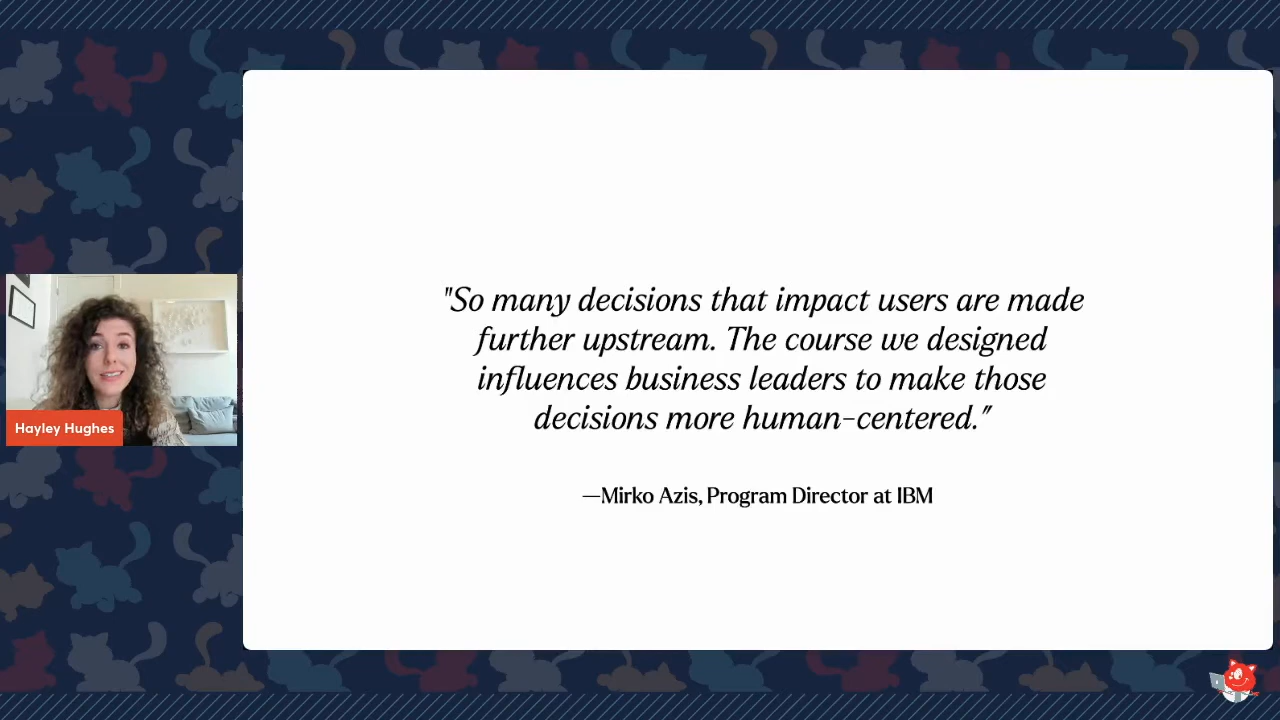 "So many decisions that impact users are made
further upstream. The course we designed
influences business leaders to make those
decisions more human-centered."
—Mirko Azis, Program Director at IBM
Hayley Hughes